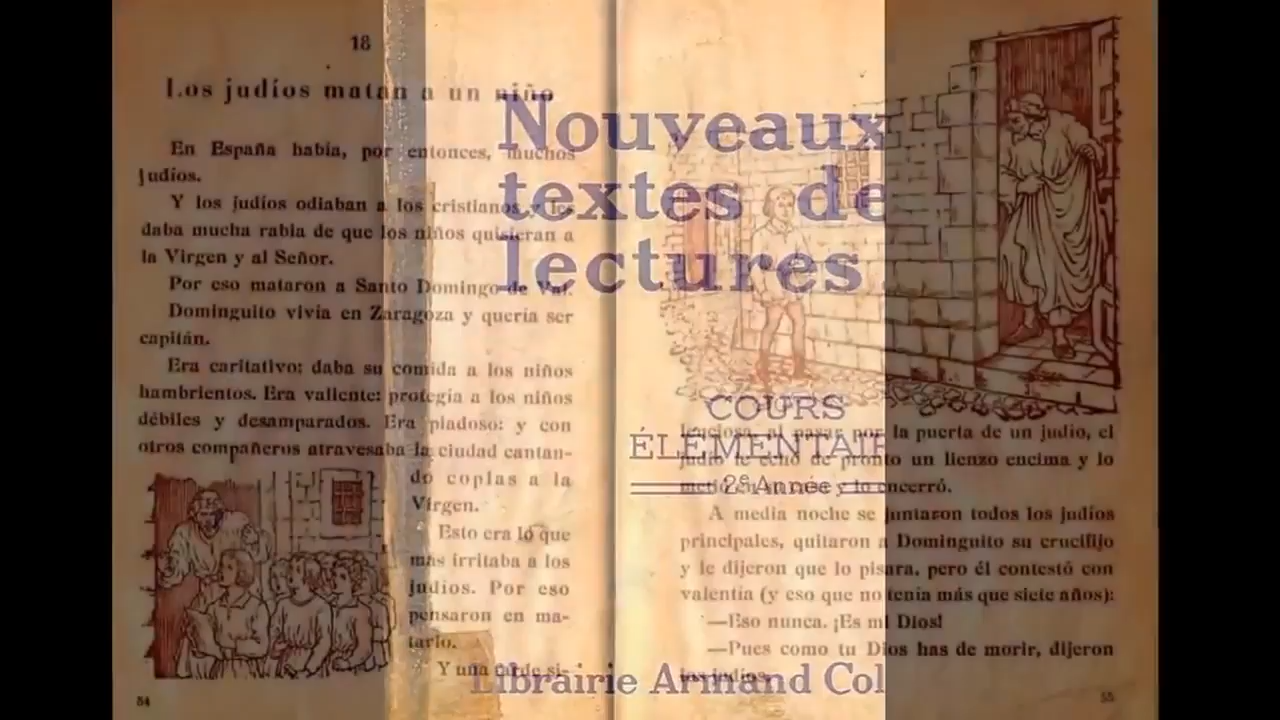 18
Los judíos matan a un niño
En España había, por entonces, muchos
judíos.
Y los judíos odiaban a los cristianos y les
daba mucha rabia de que los niños quisieran a
la Virgen y al Señor.
Por eso mataron a Santo Domingo de Val.
Dominguito vivía en Zaragoza y quería ser
capitán.
Era caritativo: daba su comida a los niños
hambrientos. Era valiente: protegía a los niños
débiles y desamparados. Era piadoso: y con
otros compañeros atravesaba la ciudad cantan-
do coplas a la
Virgen.
Esto era lo que
más irritaba a los
judíos. Por eso
pensaron en ma-
tarlo.
Y una tarde si-
54
lenciosa, al pasar por la puerta de un judío, el
judío le echó de pronto un lienzo encima y lo
metió en su y lo encerró.
A media noche se juntaron todos los judíos
principales, quitaron a Dominguito su crucifijo
y le dijeron que lo pisara, pero él contestó con
valentía (y eso que no tenía más que siete años):
—Eso nunca. ¡Es mi Dios!
—Pues como tu Dios has de morir, dijeron
los judíos.
55
Nouveaux
textes de
lectures
COURS
ÉLÉMENTAIR
2e Année
Librairie Armand Col